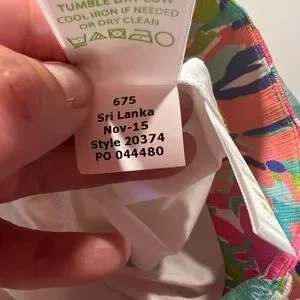 TUMBLE DRY LOW
COOL IRON IF NEEDED
OR DRY CLEAN
675
Sri Lanka
Nov-15
Style 20374
PO 044480